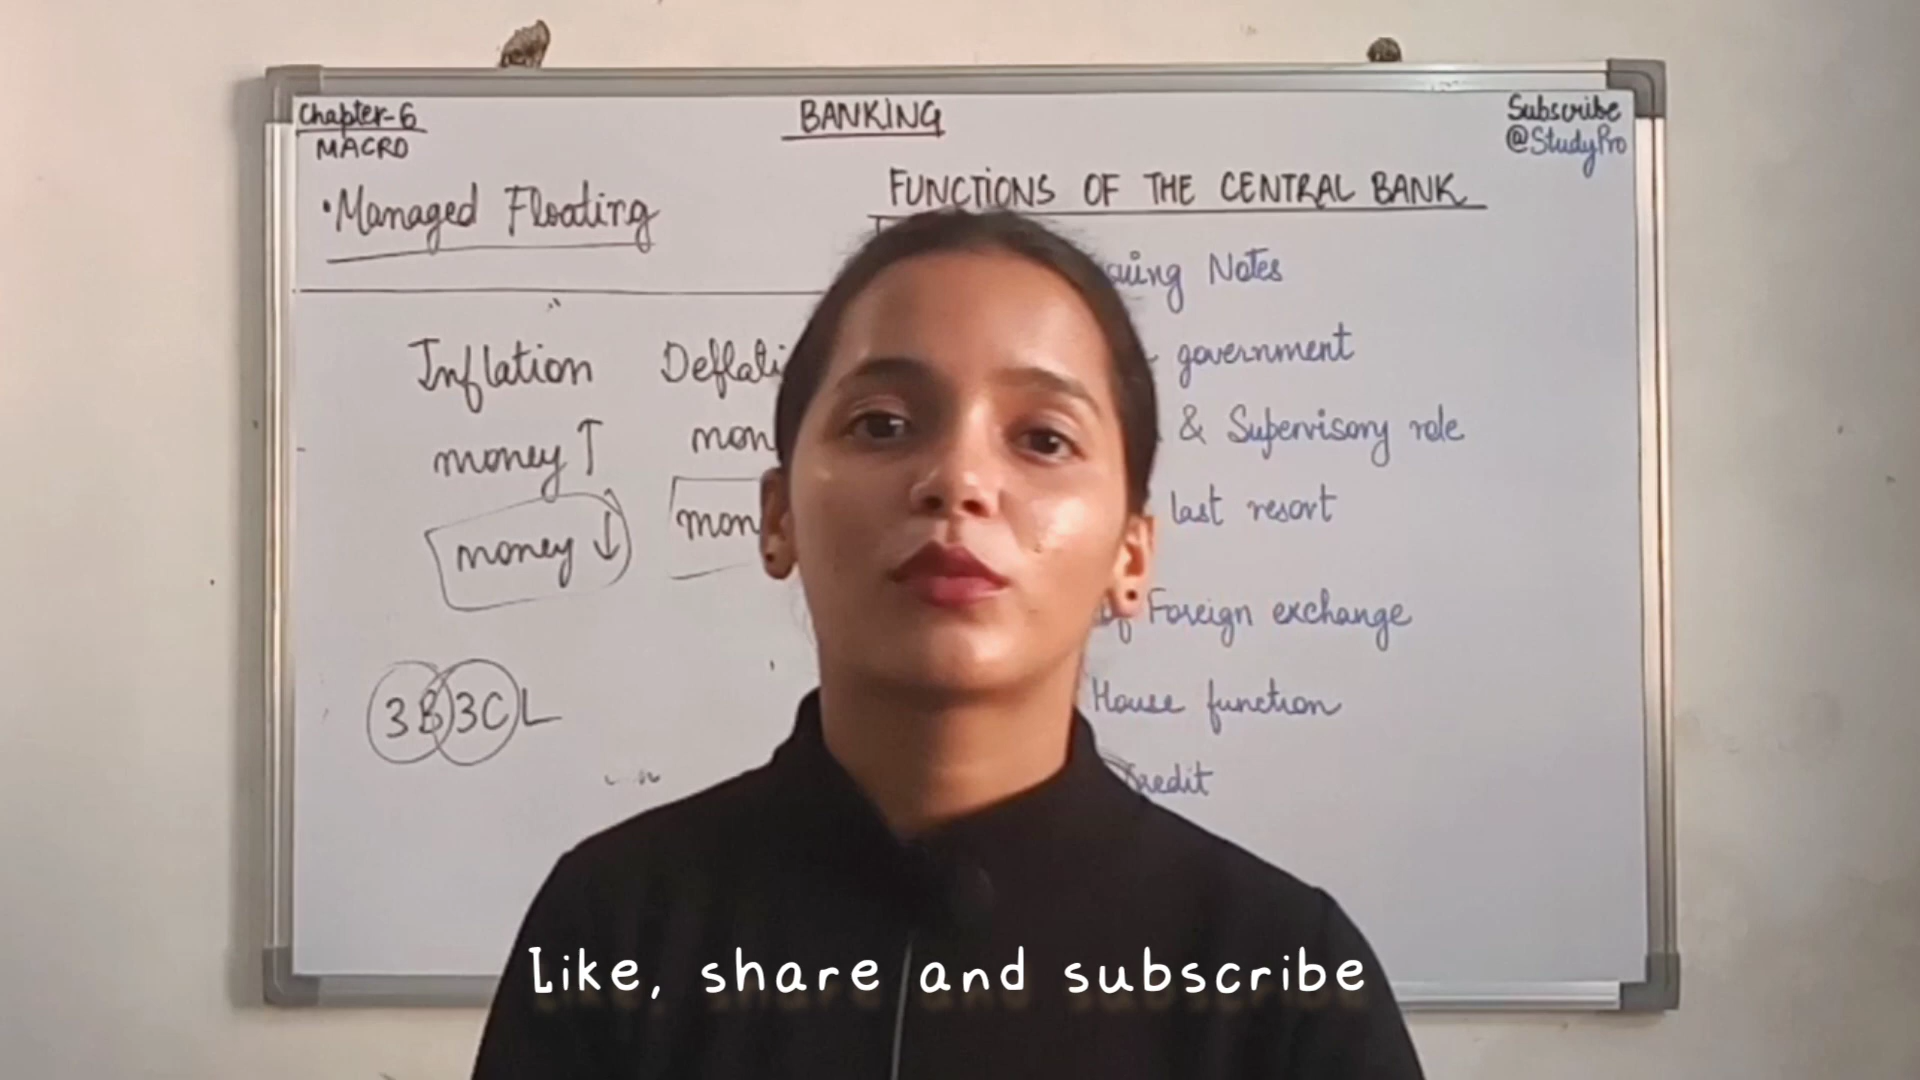 Chapter-6
MACRO
BANKING
Subscribe
@StudyPro
• Managed Floating
FUNCTIONS OF THE CENTRAL BANK
Notes
government
& Supervisory role
last resort
of Foreign exchange
House function
Inflation
money ↑
money ↓
3B 3C L
Like, share and subscribe